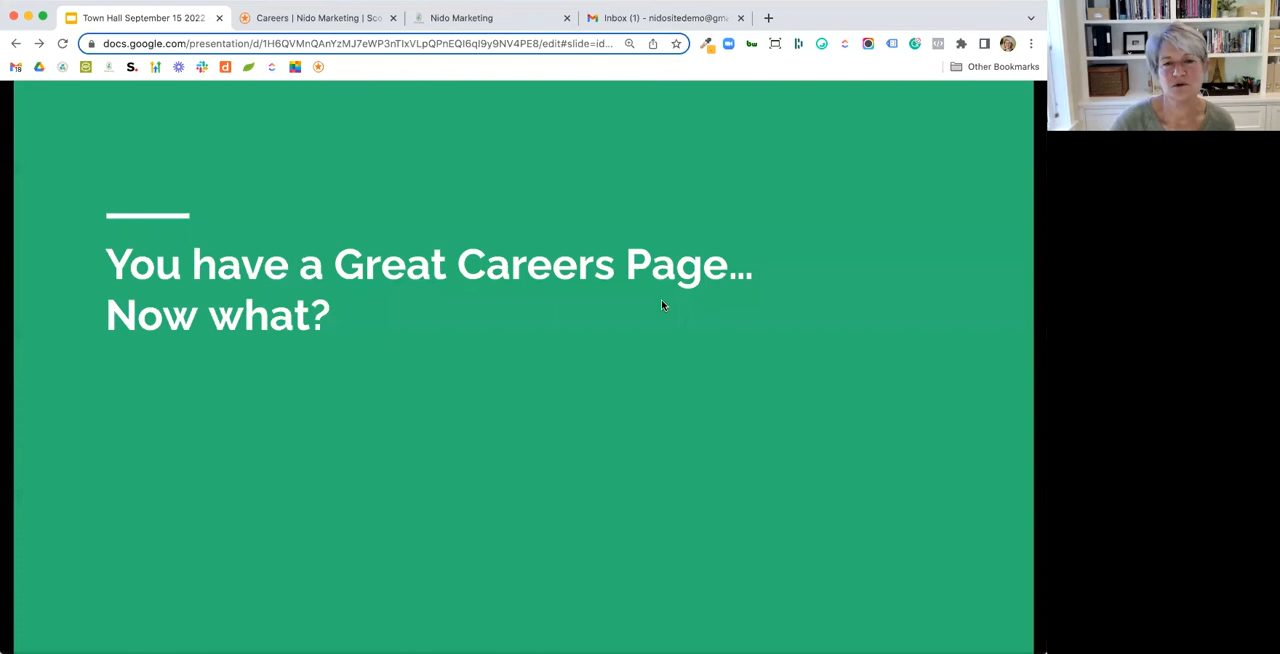 Town Hall September 15 2022
Careers | Nido Marketing | Sco
Nido Marketing
Inbox (1) - nidositedemo@gm
docs.google.com/presentation/d/1H6QVMnQAnYzMJ7eWP3nTIxVLpQPnEQI6qI9y9NV4PE8/edit#slide=id...
Other Bookmarks
You have a Great Careers Page...
Now what?